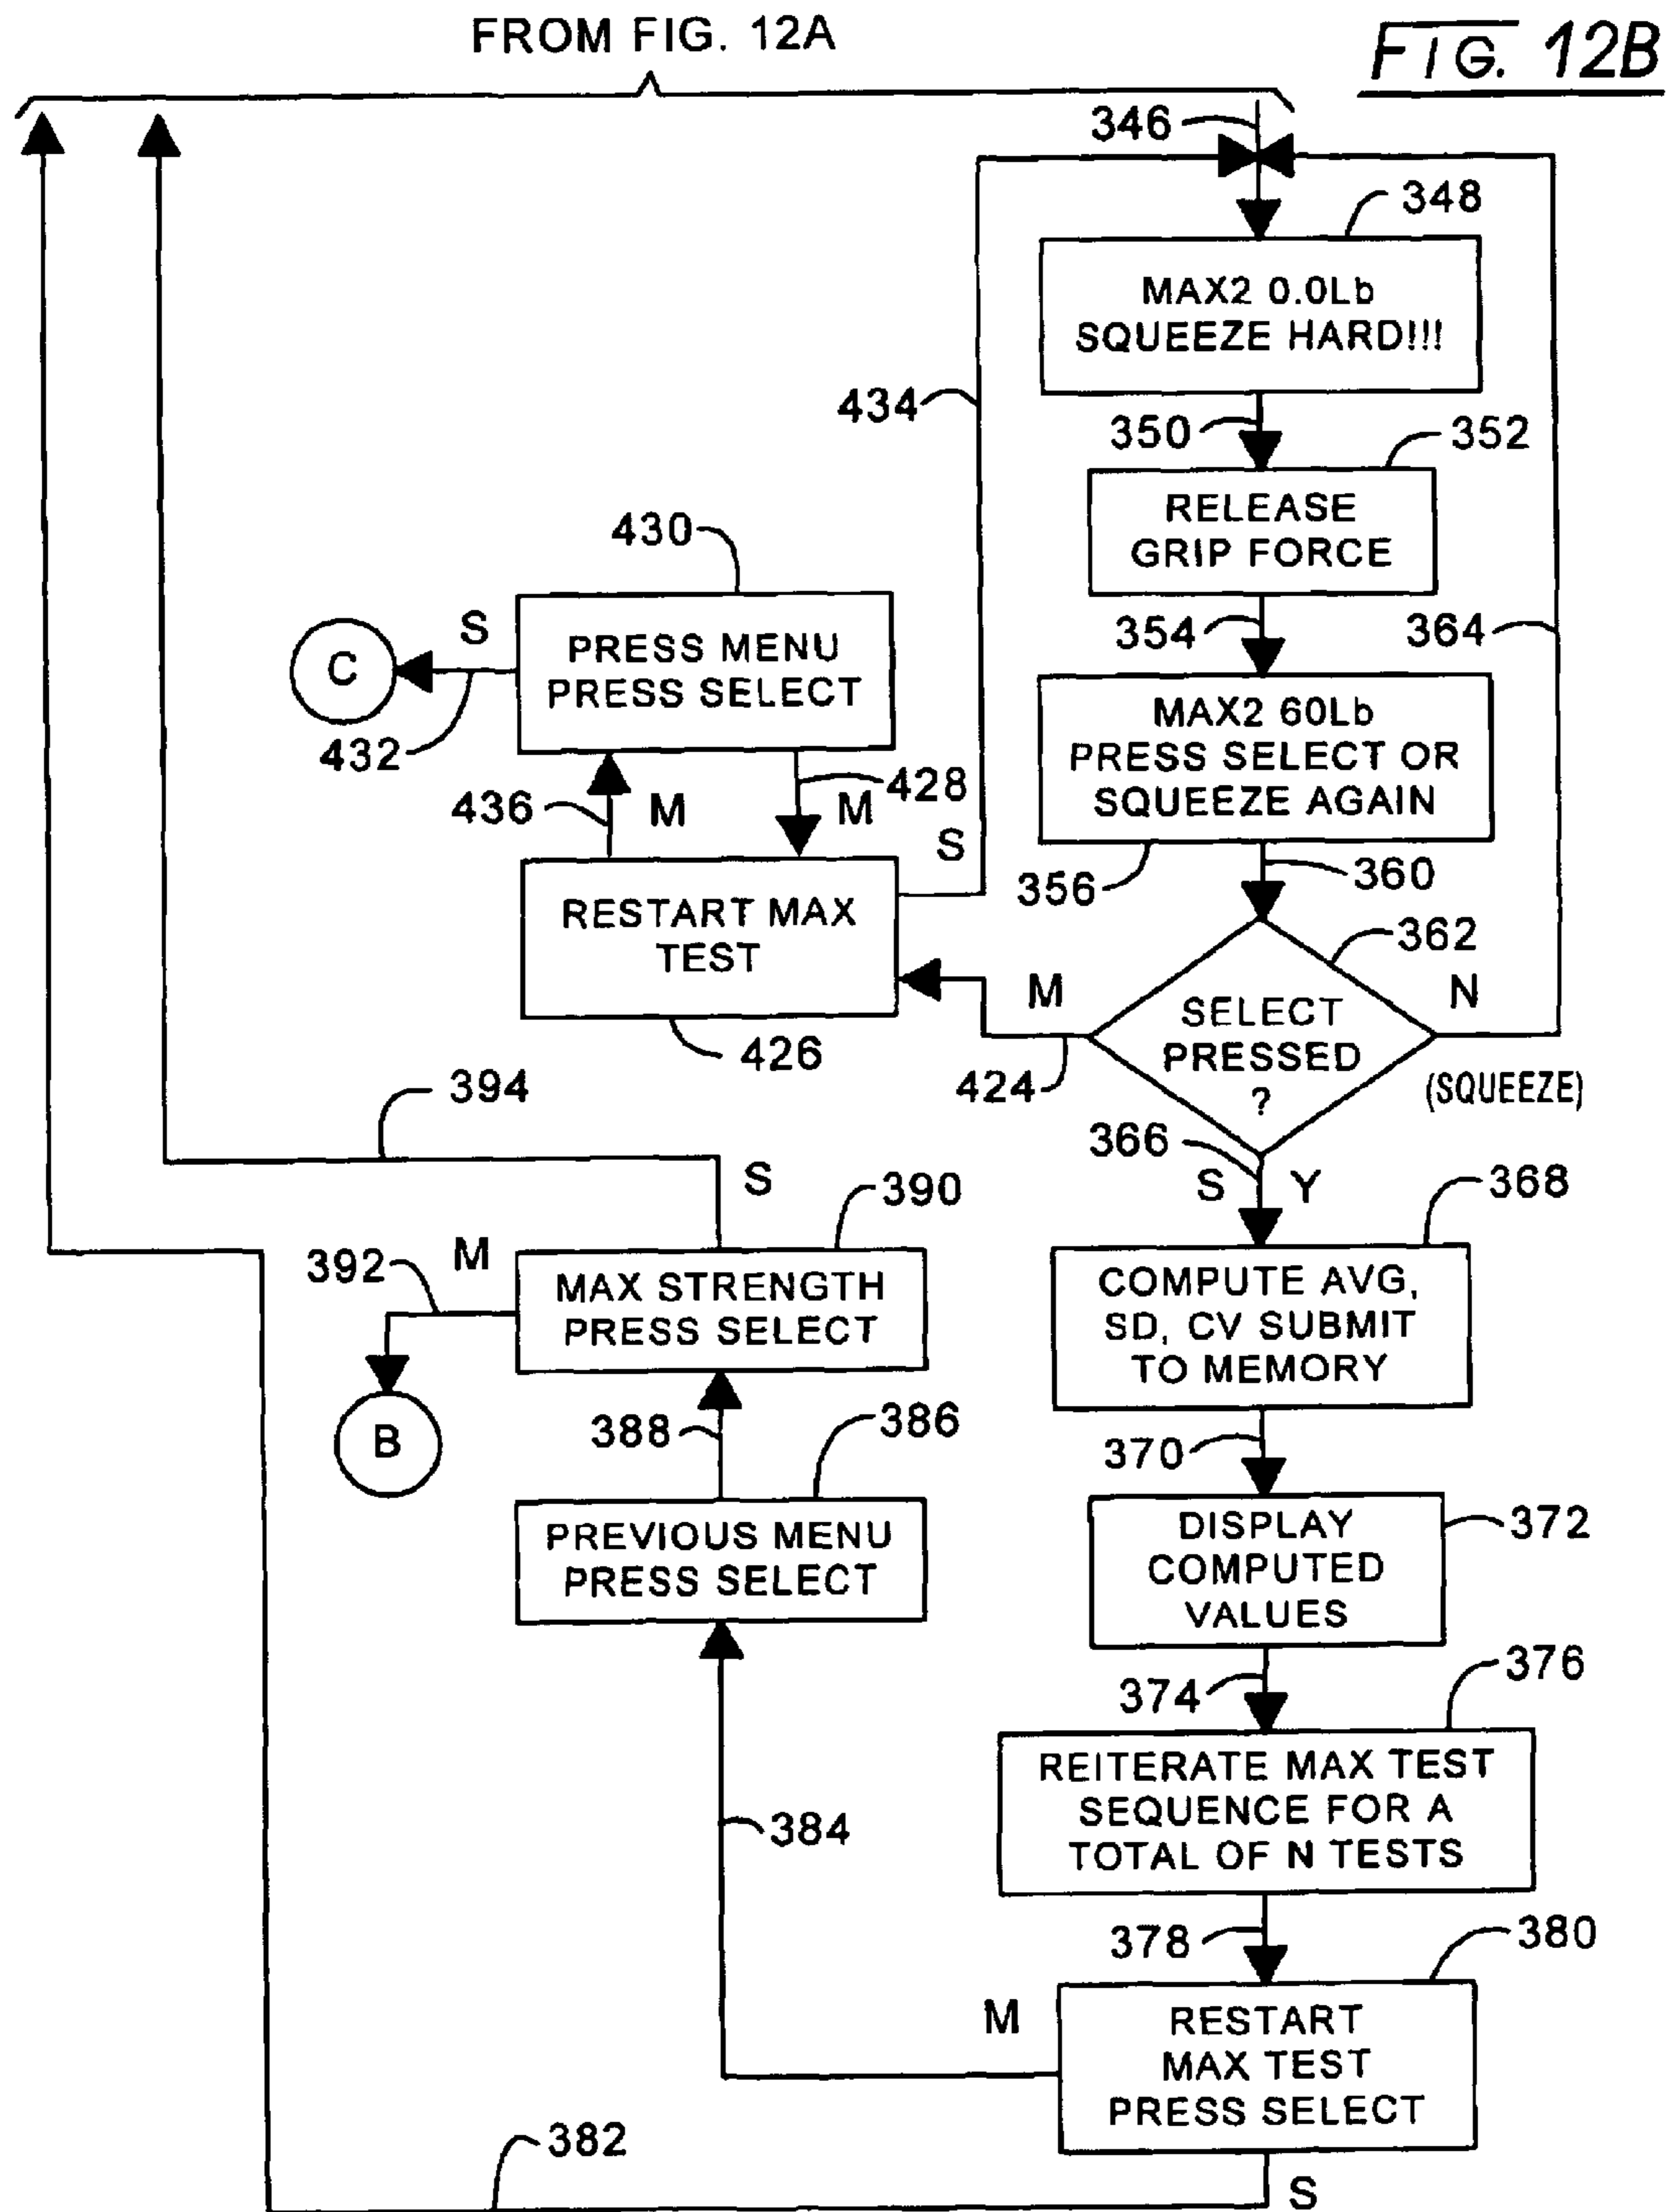 FROM FIG. 12A
FIG. 12B
346
348
MAX2 0.0Lb
SQUEEZE HARD!!!
434
350
352
RELEASE
GRIP FORCE
430
354
364
S
PRESS MENU
PRESS SELECT
C
432
MAX2 60Lb
PRESS SELECT OR
SQUEEZE AGAIN
436
M
428
M
S
356
360
RESTART MAX
TEST
362
M
N
SELECT
PRESSED
?
426
424
(SQUEEZE)
394
366
S
S
Y
390
368
392
M
MAX STRENGTH
PRESS SELECT
COMPUTE AVG,
SD, CV SUBMIT
TO MEMORY
B
388
386
370
PREVIOUS MENU
PRESS SELECT
DISPLAY
COMPUTED
VALUES
372
374
376
REITERATE MAX TEST
SEQUENCE FOR A
TOTAL OF N TESTS
384
378
380
M
RESTART
MAX TEST
PRESS SELECT
382
S